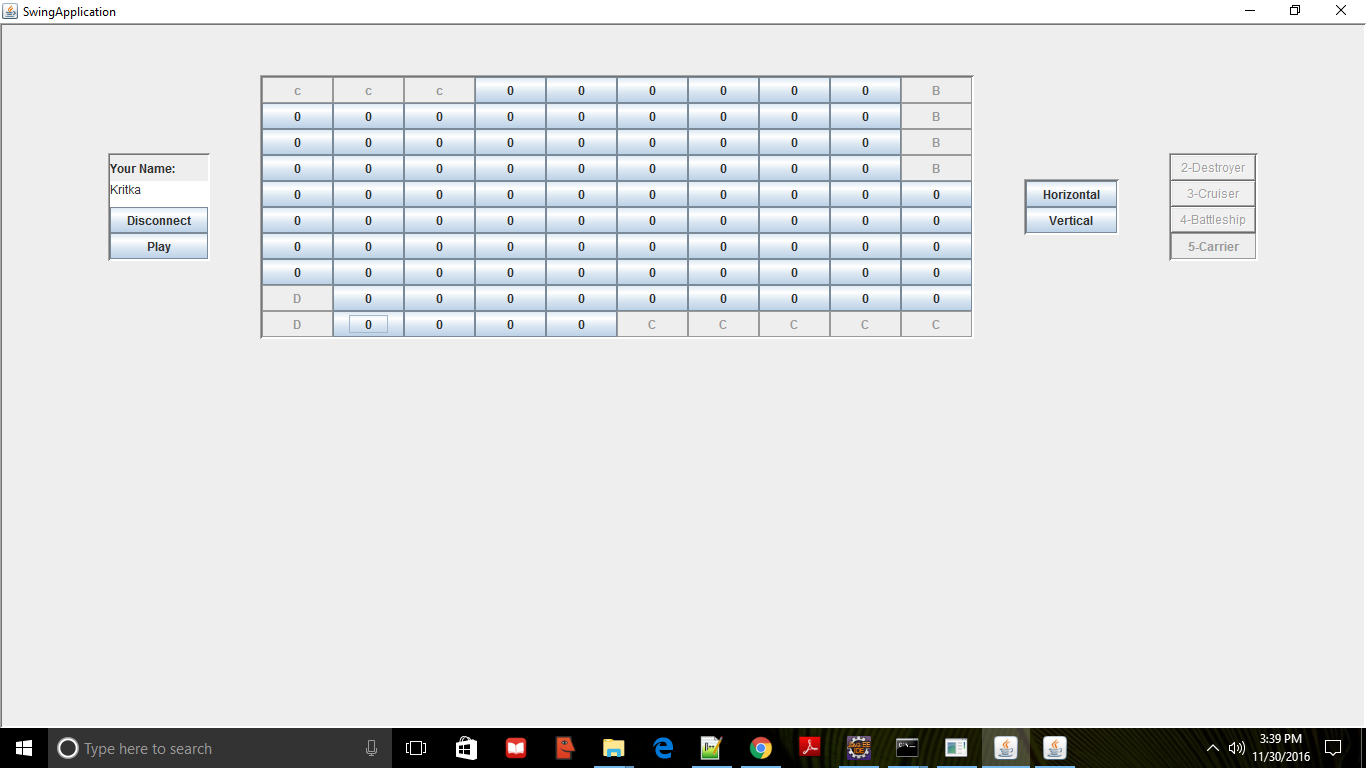 SwingApplication
c c c 0 0 0 0 0 0 B
0 0 0 0 0 0 0 0 0 B
0 0 0 0 0 0 0 0 0 B
0 0 0 0 0 0 0 0 0 B
0 0 0 0 0 0 0 0 0 0
0 0 0 0 0 0 0 0 0 0
0 0 0 0 0 0 0 0 0 0
0 0 0 0 0 0 0 0 0 0
D 0 0 0 0 0 0 0 0 0
D 0 0 0 0 C C C C C
Your Name:
Kritka
Disconnect
Play
Horizontal
Vertical
2-Destroyer
3-Cruiser
4-Battleship
5-Carrier
Type here to search
3:39 PM
11/30/2016